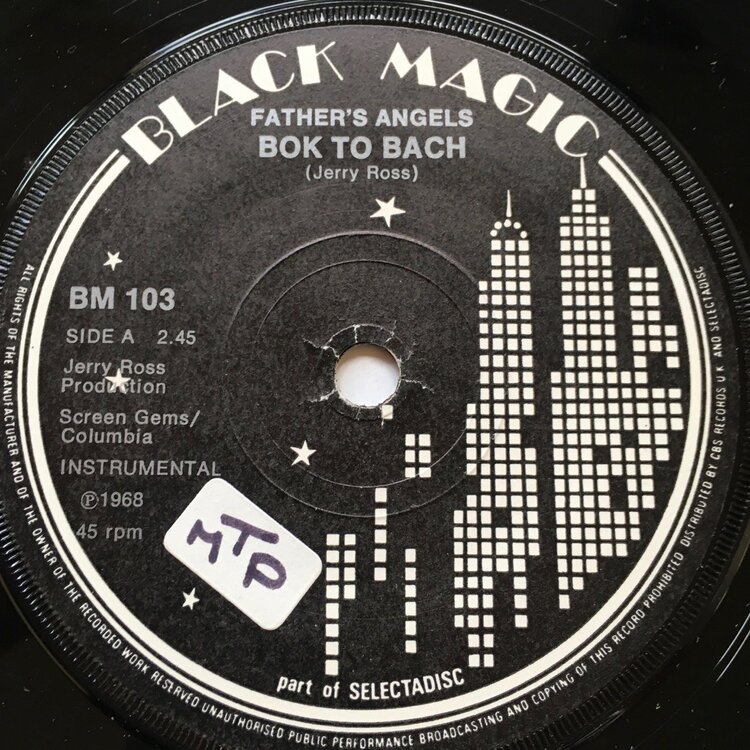 BLACK MAGIC
FATHER'S ANGELS
BOK TO BACH
(Jerry Ross)
BM 103
SIDE A 2.45
Jerry Ross
Production
Screen Gems/
Columbia
INSTRUMENTAL
℗1968
45 rpm
MTP
part of SELECTADISC
ALL RIGHTS OF THE MANUFACTURER AND OF THE OWNER OF THE RECORDED WORK RESERVED UNAUTHORISED PUBLIC PERFORMANCE BROADCASTING AND COPYING OF THIS RECORD PROHIBITED DISTRIBUTED BY CBS RECORDS U K AND SELECTADISC